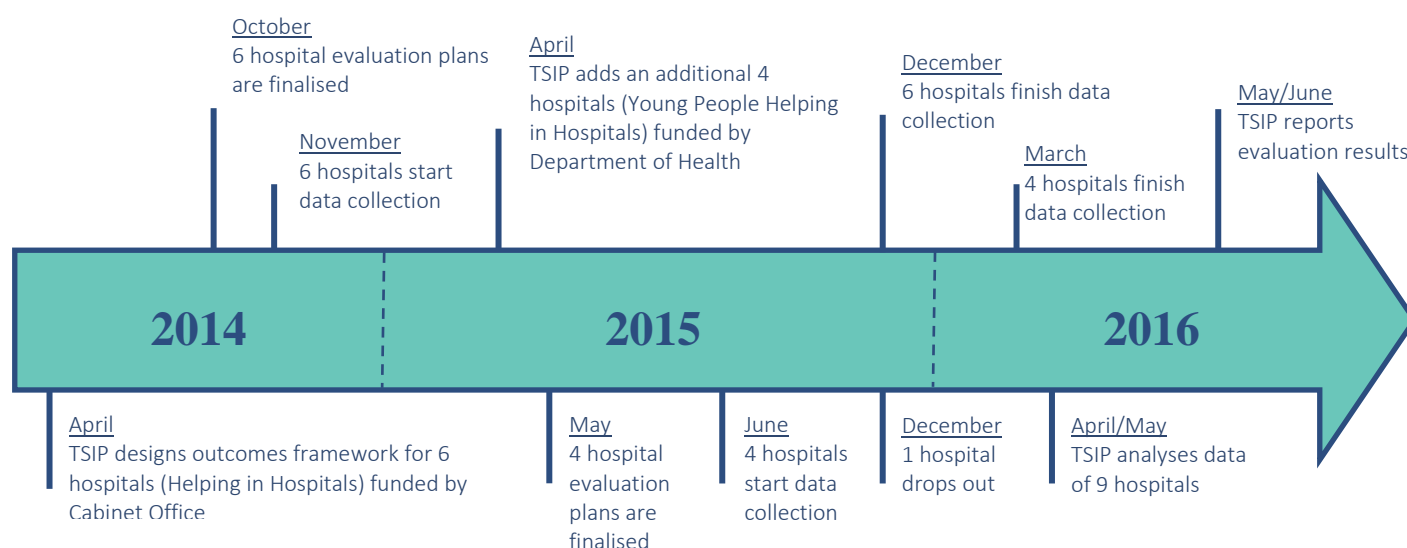 October
6 hospital evaluation plans
are finalised
November
6 hospitals start
data collection
April
TSIP adds an additional 4
hospitals (Young People Helping
in Hospitals) funded by
Department of Health
December
6 hospitals finish data
collection
March
4 hospitals finish
data collection
May/June
TSIP reports
evaluation results
2014
2015
2016
April
TSIP designs outcomes framework for 6
hospitals (Helping in Hospitals) funded by
Cabinet Office
May
4 hospital
evaluation
plans are
finalised
June
4 hospitals
start data
collection
December
1 hospital
drops out
April/May
TSIP analyses data
of 9 hospitals